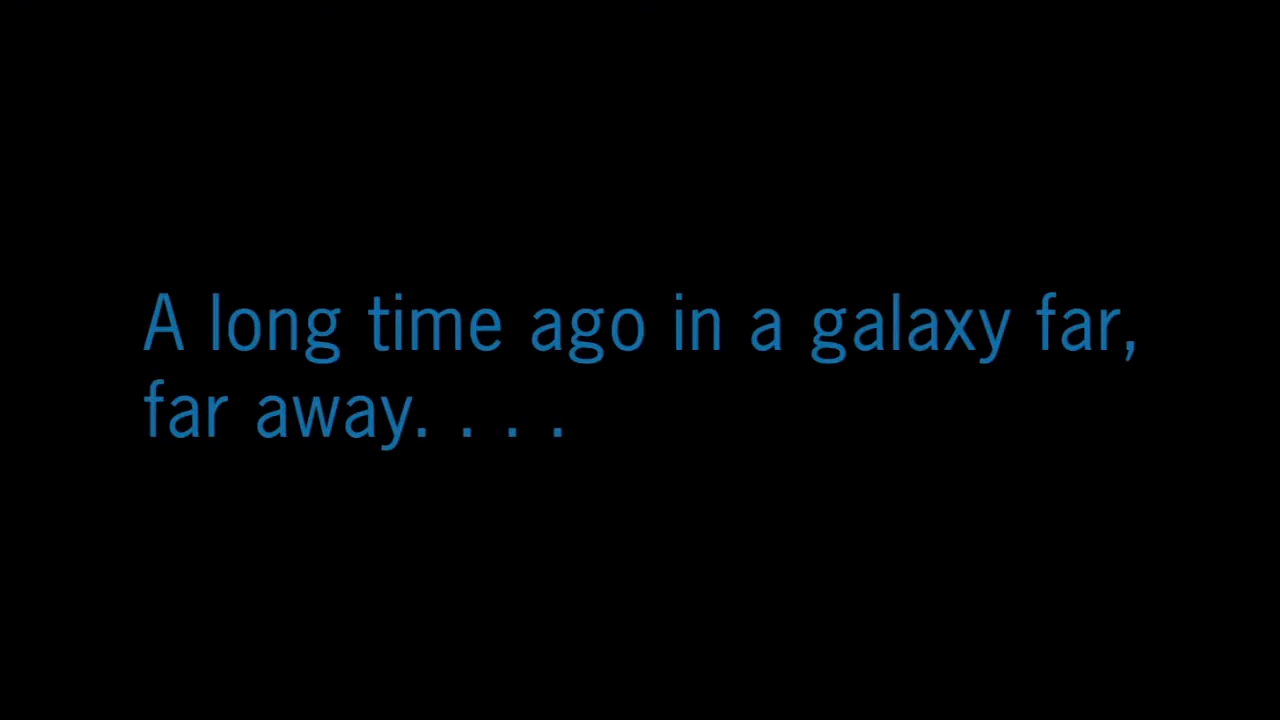 A long time ago in a galaxy far,
far away. . . .